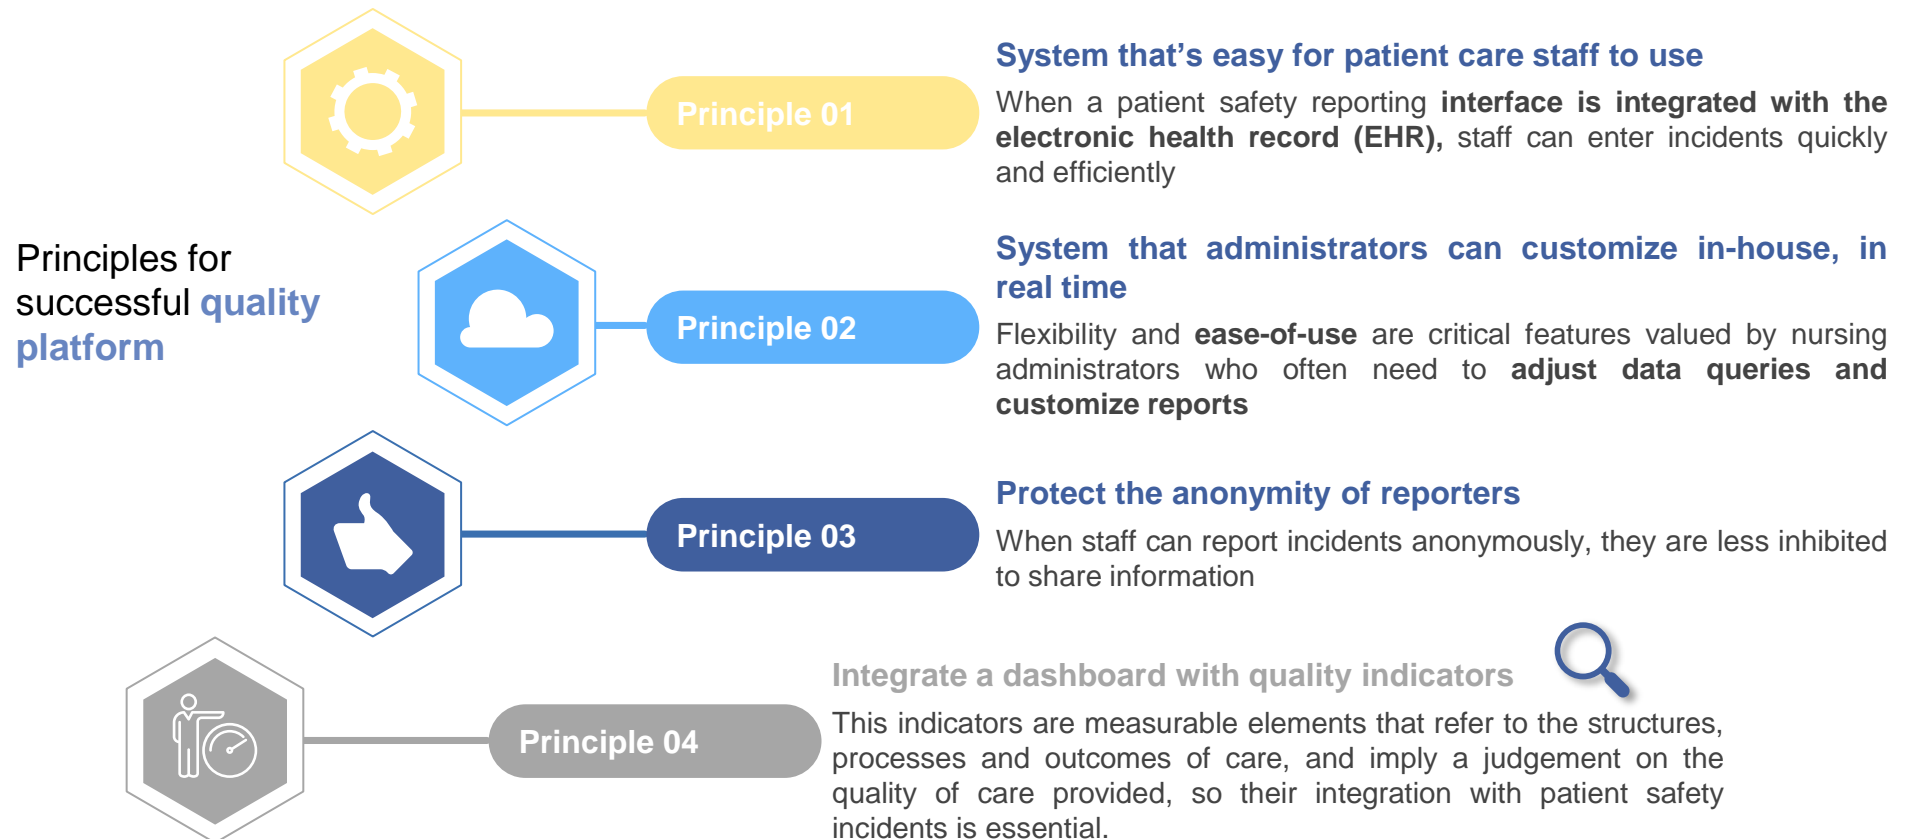 Principle 01
System that’s easy for patient care staff to use
When a patient safety reporting interface is integrated with the
electronic health record (EHR), staff can enter incidents quickly
and efficiently
Principles for
successful quality
platform
Principle 02
System that administrators can customize in-house, in
real time
Flexibility and ease-of-use are critical features valued by nursing
administrators who often need to adjust data queries and
customize reports
Principle 03
Protect the anonymity of reporters
When staff can report incidents anonymously, they are less inhibited
to share information
Principle 04
Integrate a dashboard with quality indicators
This indicators are measurable elements that refer to the structures,
processes and outcomes of care, and imply a judgement on the
quality of care provided, so their integration with patient safety
incidents is essential.